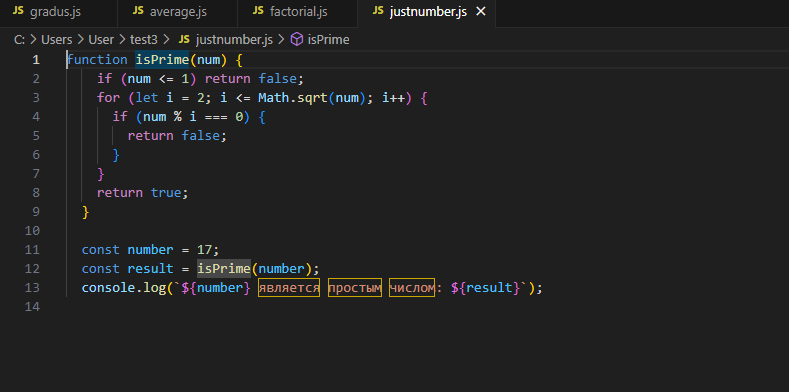 JS gradus.js JS average.js JS factorial.js JS justnumber.js ×
C: > Users > User > test3 > JS justnumber.js > isPrime
1 function isPrime(num) {
2 if (num <= 1) return false;
3 for (let i = 2; i <= Math.sqrt(num); i++) {
4 if (num % i === 0) {
5 return false;
6 }
7 }
8 return true;
9 }
10
11 const number = 17;
12 const result = isPrime(number);
13 console.log(`${number} является простым числом: ${result}`);
14